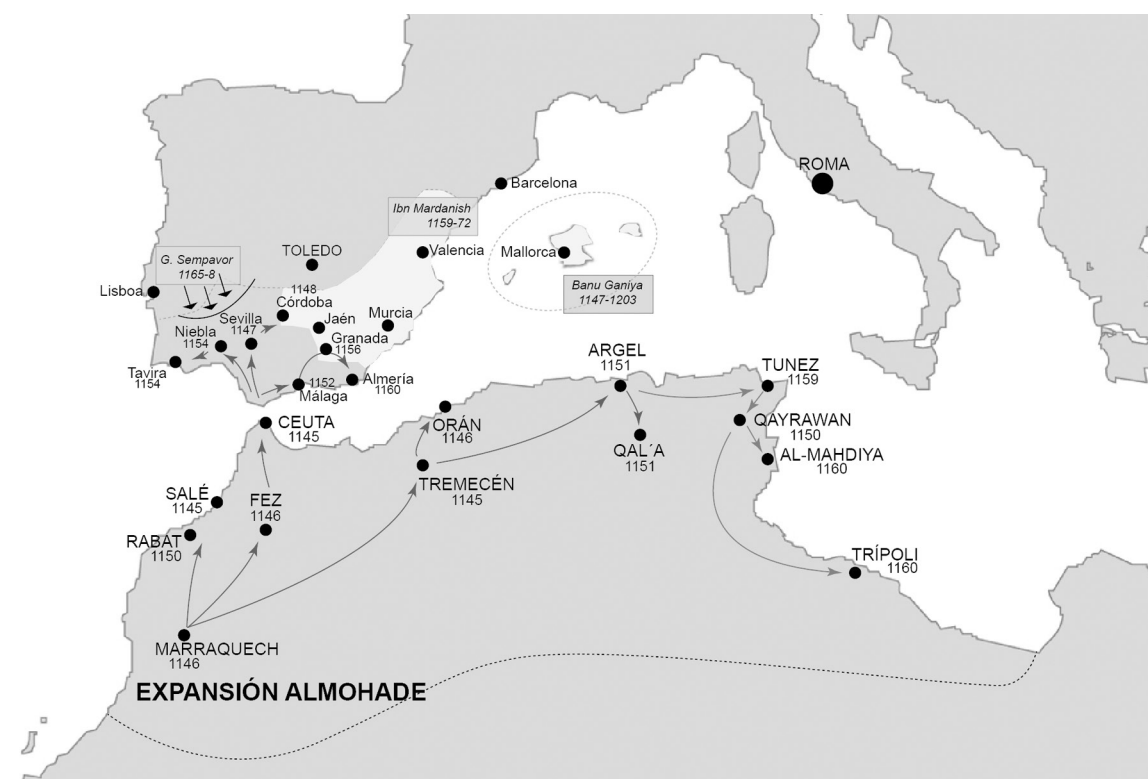 ROMA
Barcelona
Ibn Mardanish
1159-72
Valencia
Mallorca
Banu Ganiya
1147-1203
TOLEDO
G. Sempavor
1165-8
Lisboa
1148
Córdoba
Sevilla
1147
Jaén
Murcia
Niebla
1154
Granada
1156
Tavira
1154
1152
Málaga
Almería
1160
ARGEL
1151
TUNEZ
1159
CEUTA
1145
ORÁN
1146
QAL´A
1151
QAYRAWAN
1150
AL-MAHDIYA
1160
TREMECÉN
1145
SALÉ
1145
FEZ
1146
RABAT
1150
TRÍPOLI
1160
MARRAQUECH
1146
EXPANSIÓN ALMOHADE